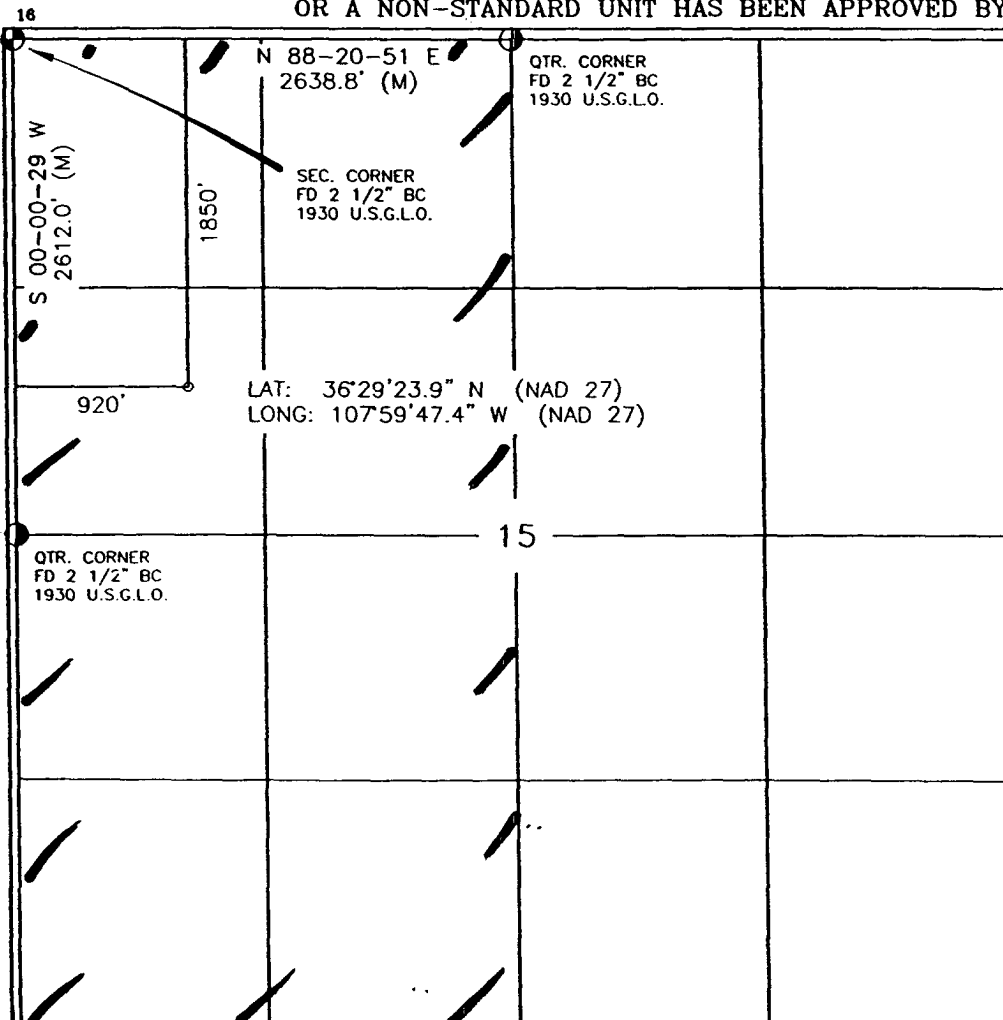 OR A NON-STANDARD UNIT HAS BEEN APPROVED BY
16
N 88-20-51 E
2638.8' (M)
QTR. CORNER
FD 2 1/2" BC
1930 U.S.G.L.O.
S 00-00-29 W
2612.0' (M)
1850'
SEC. CORNER
FD 2 1/2" BC
1930 U.S.G.L.O.
920'
LAT: 36°29'23.9" N (NAD 27)
LONG: 107°59'47.4" W (NAD 27)
15
QTR. CORNER
FD 2 1/2" BC
1930 U.S.G.L.O.